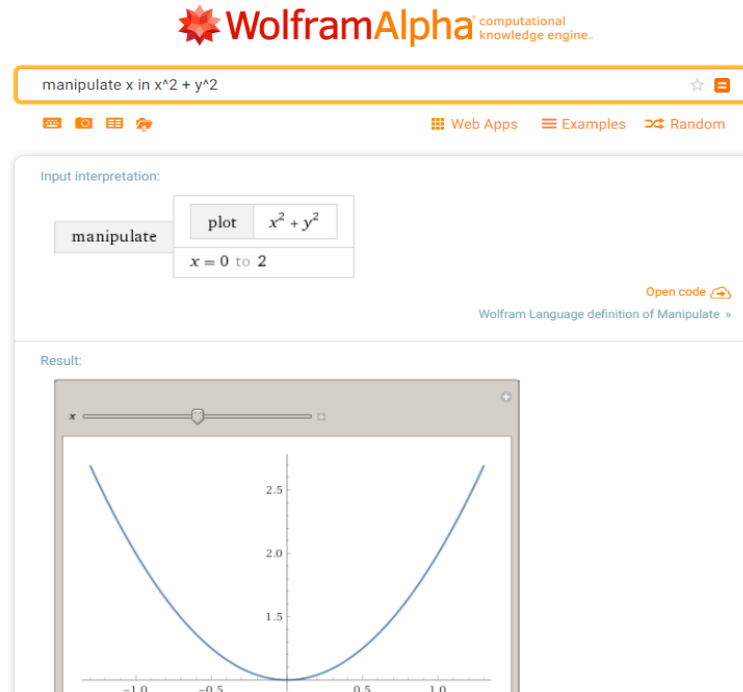 WolframAlpha computational knowledge engine.
manipulate x in x^2 + y^2
Web Apps Examples Random
Input interpretation:
manipulate
plot x² + y²
x = 0 to 2
Open code
Wolfram Language definition of Manipulate »
Result:
x
2.5
2.0
1.5
−1.0 −0.5 0.5 1.0